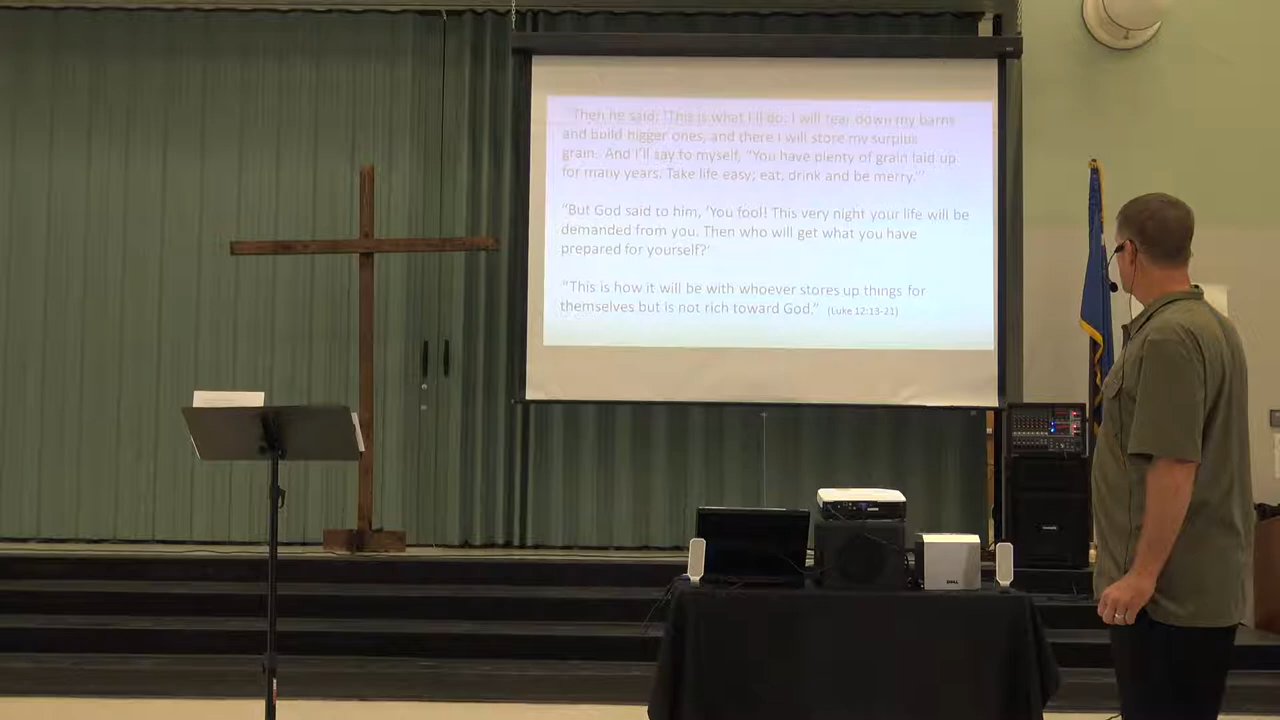 "Then he said, 'This is what I'll do. I will tear down my barns
and build bigger ones, and there I will store my surplus
grain. And I'll say to myself, "You have plenty of grain laid up
for many years. Take life easy; eat, drink and be merry."'
"But God said to him, 'You fool! This very night your life will be
demanded from you. Then who will get what you have
prepared for yourself?'
"This is how it will be with whoever stores up things for
themselves but is not rich toward God." (Luke 12:13-21)
DELL